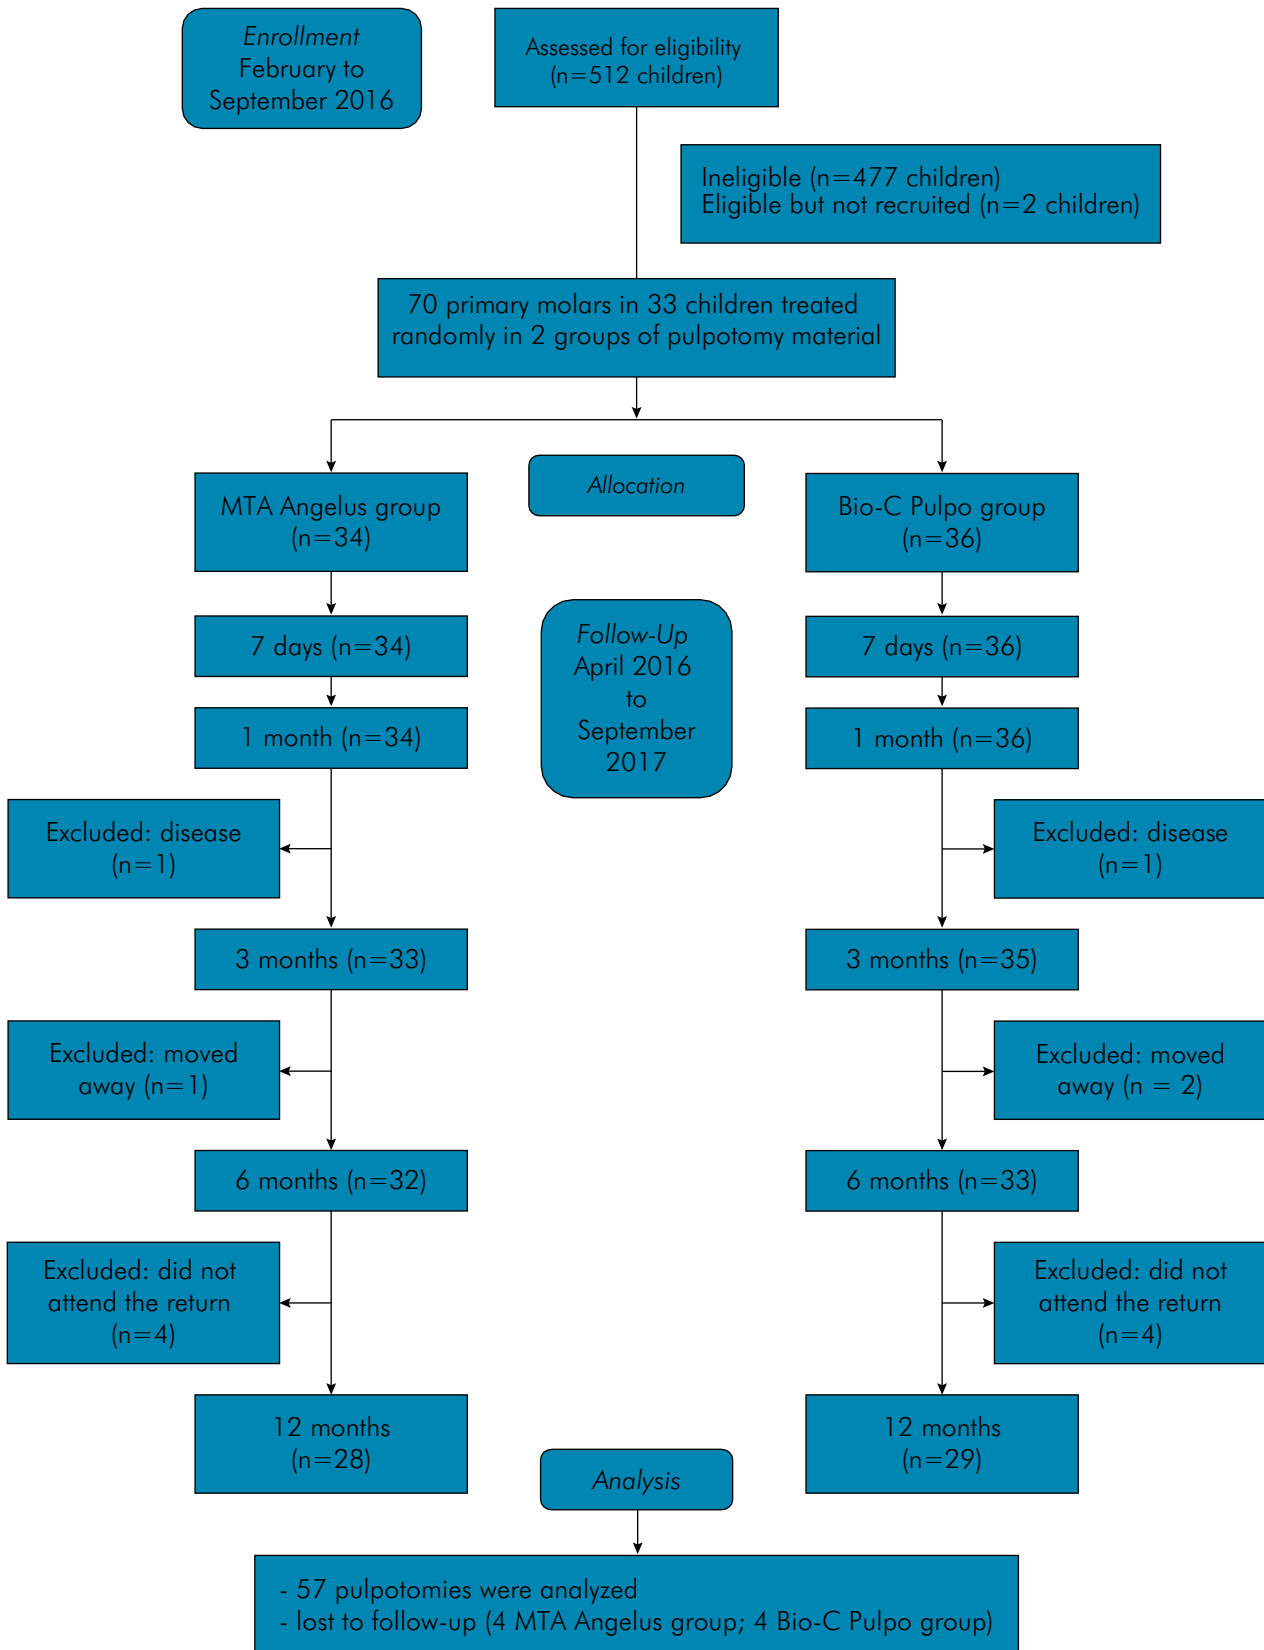 Enrollment
February to
September 2016
Assessed for eligibility
(n=512 children)
Ineligible (n=477 children)
Eligible but not recruited (n=2 children)
70 primary molars in 33 children treated
randomly in 2 groups of pulpotomy material
MTA Angelus group
(n=34)
Allocation
Bio-C Pulpo group
(n=36)
7 days (n=34)
Follow-Up
April 2016
to
September
2017
7 days (n=36)
1 month (n=34)
1 month (n=36)
Excluded: disease
(n=1)
Excluded: disease
(n=1)
3 months (n=33)
3 months (n=35)
Excluded: moved
away (n=1)
Excluded: moved
away (n = 2)
6 months (n=32)
6 months (n=33)
Excluded: did not
attend the return
(n=4)
Excluded: did not
attend the return
(n=4)
12 months
(n=28)
12 months
(n=29)
Analysis
- 57 pulpotomies were analyzed
- lost to follow-up (4 MTA Angelus group; 4 Bio-C Pulpo group)